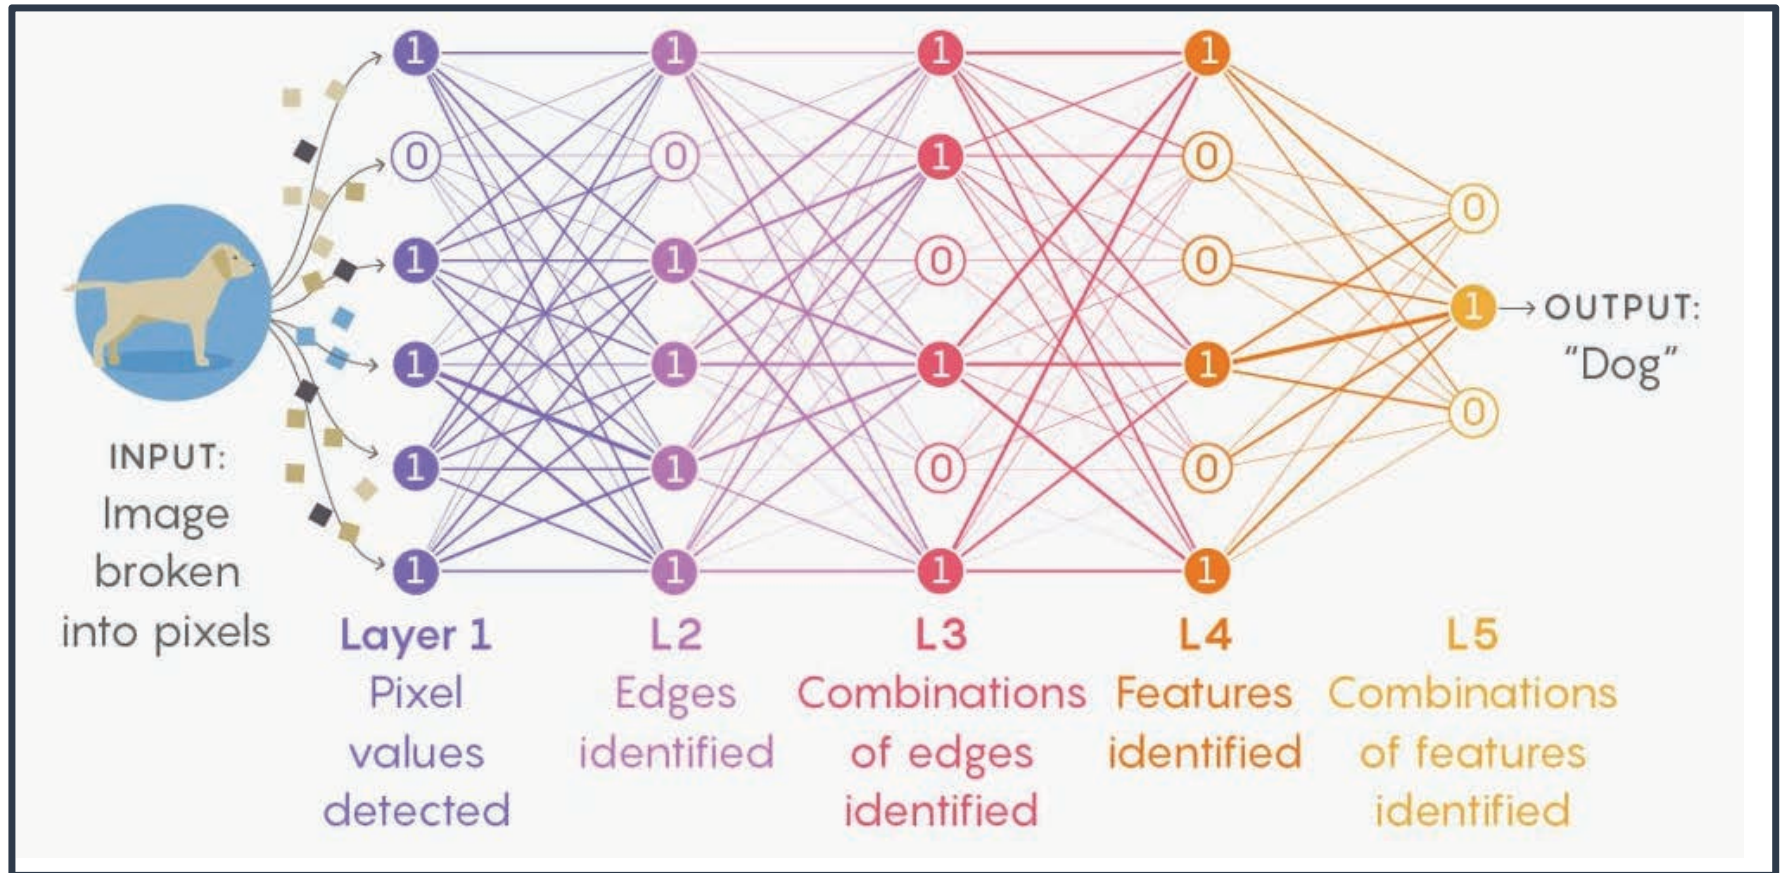 1
0
1
1
1
1
1
0
1
1
1
1
1
1
0
1
0
1
1
0
0
1
0
1
0
1
0
INPUT:
Image
broken
into pixels
OUTPUT:
“Dog”
Layer 1
Pixel
values
detected
L2
Edges
identified
L3
Combinations
of edges
identified
L4
Features
identified
L5
Combinations
of features
identified